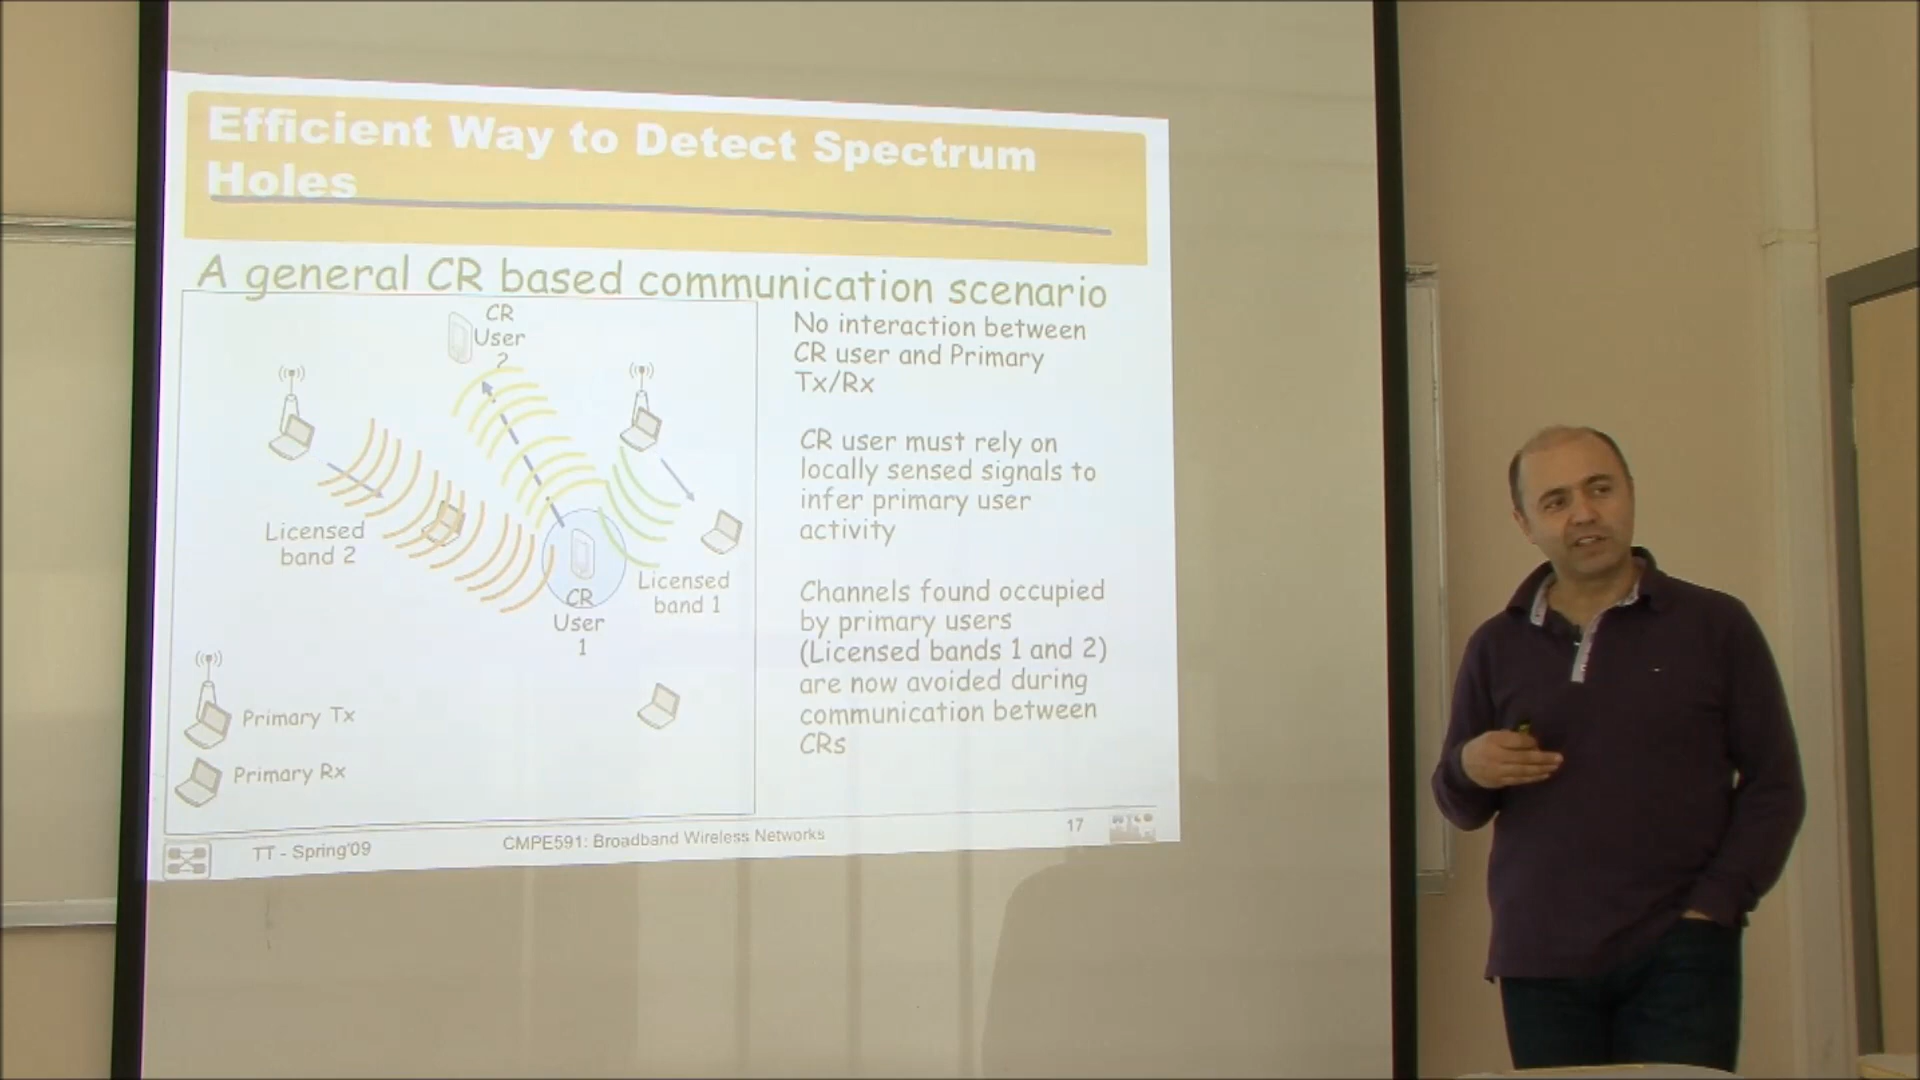 Efficient Way to Detect Spectrum
Holes
A general CR based communication scenario
CR
User
2
Licensed
band 2
Licensed
band 1
CR
User
1
Primary Tx
Primary Rx
No interaction between
CR user and Primary
Tx/Rx
CR user must rely on
locally sensed signals to
infer primary user
activity
Channels found occupied
by primary users
(Licensed bands 1 and 2)
are now avoided during
communication between
CRs
TT - Spring'09
CMPE591: Broadband Wireless Networks
17